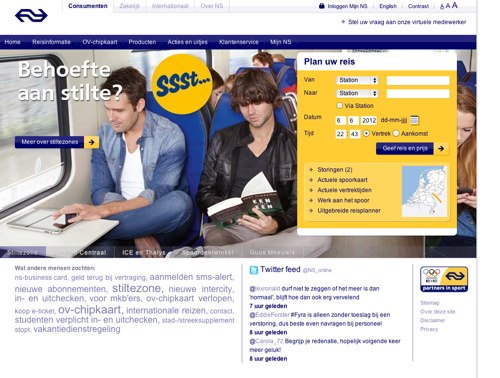 Consumenten Zakelijk Internationaal Over NS
Inloggen Mijn NS English Contrast A A A
Stel uw vraag aan onze virtuele medewerker
Home Reisinformatie OV-chipkaart Producten Acties en uitjes Klantenservice Mijn NS
Behoefte
aan stilte?
SSSt...
Meer over stiltezones
Plan uw reis
Van Station
Naar Station
Via Station
Datum 6 6 2012 dd-mm-jjjj
Tijd 22 43 Vertrek Aankomst
Geef reis en prijs
Storingen (2)
Actuele spoorkaart
Actuele vertrektijden
Werk aan het spoor
Uitgebreide reisplanner
Stiltezone Centraal ICE en Thalys Spoordeelwinkel Guus Meeuwis
Wat andere mensen zochten:
ns-business card, geld terug bij vertraging, aanmelden sms-alert,
nieuwe abonnementen, stiltezone, nieuwe intercity,
in- en uitchecken, voor mkb'ers, ov-chipkaart verlopen,
koop e-ticket, ov-chipkaart, internationale reizen, contact,
studenten verplicht in- en uitchecken, stad-/streeksupplement
stopt, vakantiedienstregeling
Twitter feed @NS_online
@lexronald durf niet te zeggen of het meer is dan
'normaal', blijft hoe dan ook erg vervelend
7 uur geleden
@EddieForster #Fyra is alleen zonder toeslag bij een
verstoring, dus beste even navragen bij personeel
8 uur geleden
@Carola_72 Begrijp je redenatie, hopelijk volgende keer
meer geluk!
8 uur geleden
partners in sport
Sitemap
Over deze site
Disclaimer
Privacy